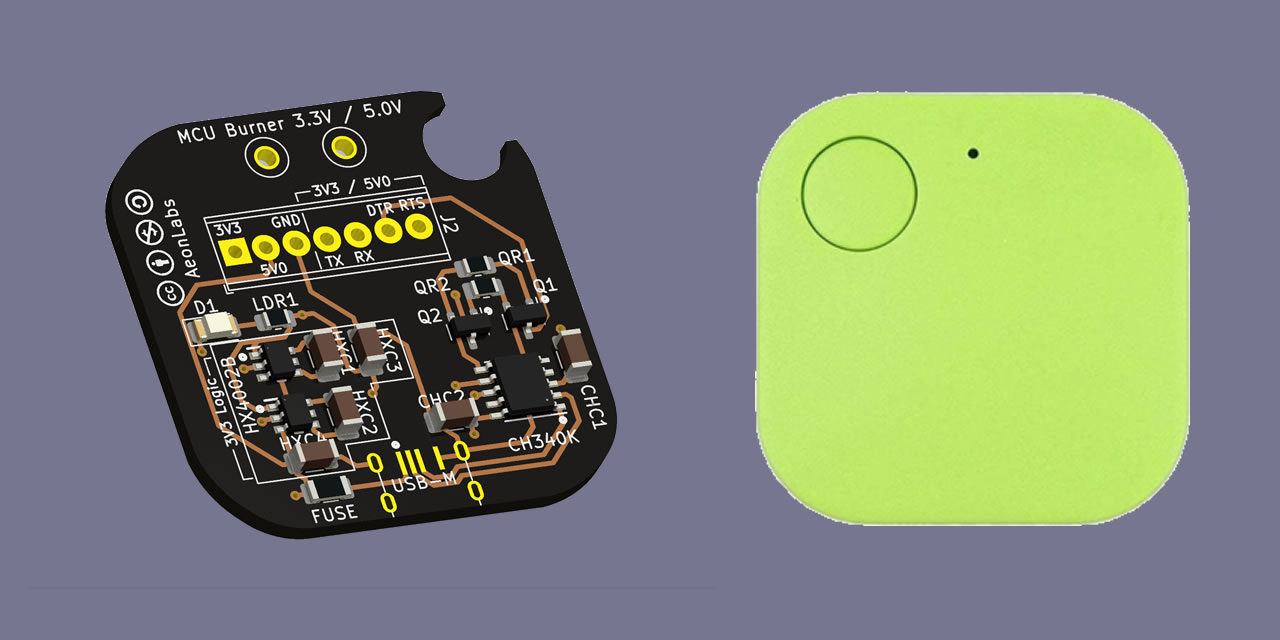 MCU Burner 3.3V / 5.0V
3V3 / 5V0
3V3
GND
DTR RTS
J2
5V0
TX RX
AeonLabs
cc
D1
LDR1
QR1
QR2
Q1
Q2
HXC1
HXC3
3V3 Logic
HX4002B
HXC2
CHC2
CHC1
HXC4
CH340K
USB-M
FUSE